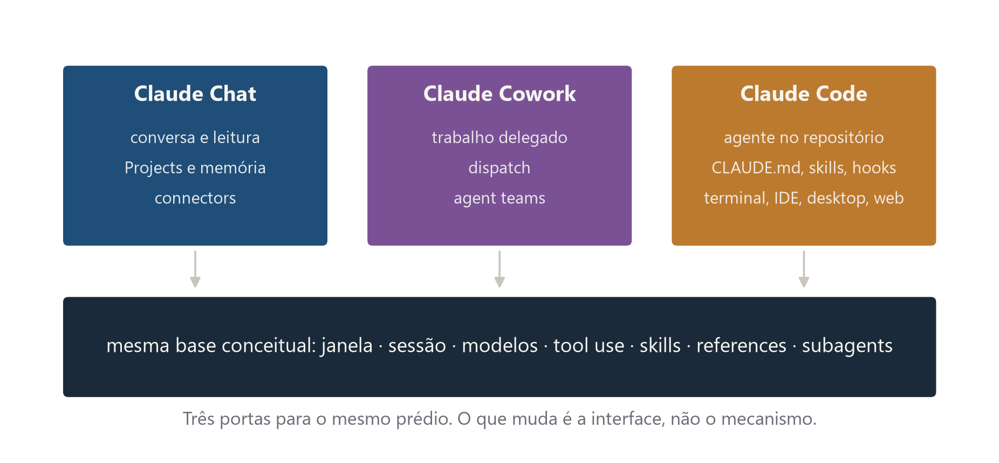 Claude Chat
conversa e leitura
Projects e memória
connectors
Claude Cowork
trabalho delegado
dispatch
agent teams
Claude Code
agente no repositório
CLAUDE.md, skills, hooks
terminal, IDE, desktop, web
mesma base conceitual: janela · sessão · modelos · tool use · skills · references · subagents
Três portas para o mesmo prédio. O que muda é a interface, não o mecanismo.